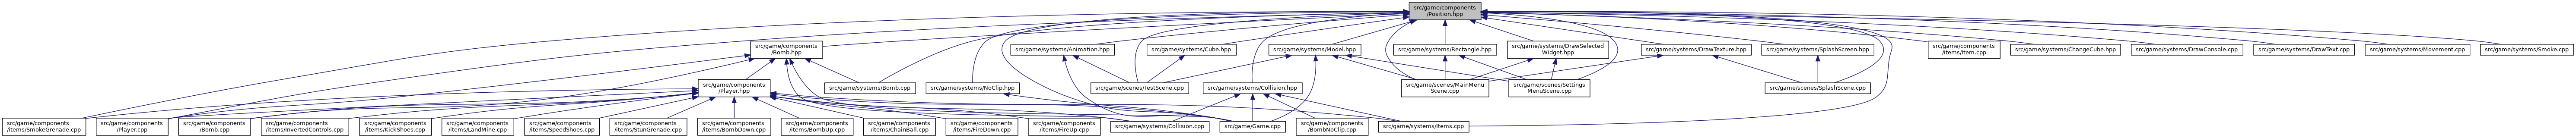 src/game/components
/Position.hpp
src/game/components
/Bomb.hpp
src/game/systems/Animation.hpp
src/game/systems/Cube.hpp
src/game/systems/Model.hpp
src/game/systems/Rectangle.hpp
src/game/systems/DrawSelected
Widget.hpp
src/game/systems/DrawTexture.hpp
src/game/systems/SplashScreen.hpp
src/game/components
/items/Item.cpp
src/game/systems/ChangeCube.hpp
src/game/systems/DrawConsole.cpp
src/game/systems/DrawText.cpp
src/game/systems/Movement.cpp
src/game/systems/Smoke.cpp
src/game/components
/Player.hpp
src/game/systems/Bomb.cpp
src/game/systems/NoClip.hpp
src/game/scenes/TestScene.cpp
src/game/systems/Collision.hpp
src/game/scenes/MainMenu
Scene.cpp
src/game/scenes/Settings
MenuScene.cpp
src/game/scenes/SplashScene.cpp
src/game/components
/items/SmokeGrenade.cpp
src/game/components
/Player.cpp
src/game/components
/Bomb.cpp
src/game/components
/items/InvertedControls.cpp
src/game/components
/items/KickShoes.cpp
src/game/components
/items/LandMine.cpp
src/game/components
/items/SpeedShoes.cpp
src/game/components
/items/StunGrenade.cpp
src/game/components
/items/BombDown.cpp
src/game/components
/items/BombUp.cpp
src/game/components
/items/ChainBall.cpp
src/game/components
/items/FireDown.cpp
src/game/components
/items/FireUp.cpp
src/game/systems/Collision.cpp
src/game/Game.cpp
src/game/components
/BombNoClip.cpp
src/game/systems/Items.cpp